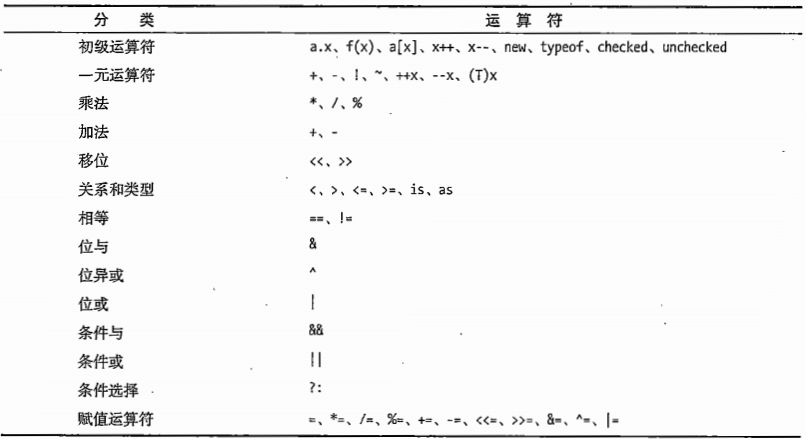 分 类 运 算 符
初级运算符 a.x、f(x)、a[x]、x++、x--、new、typeof、checked、unchecked
一元运算符 +、-、!、~、++x、--x、(T)x
乘法 *、/、%
加法 +、-
移位 <<、>>
关系和类型 <、>、<=、>=、is、as
相等 ==、!=
位与 &
位异或 ^
位或 |
条件与 &&
条件或 ||
条件选择 ?:
赋值运算符 =、*=、/=、%=、+=、-=、<<=、>>=、&=、^=、|=